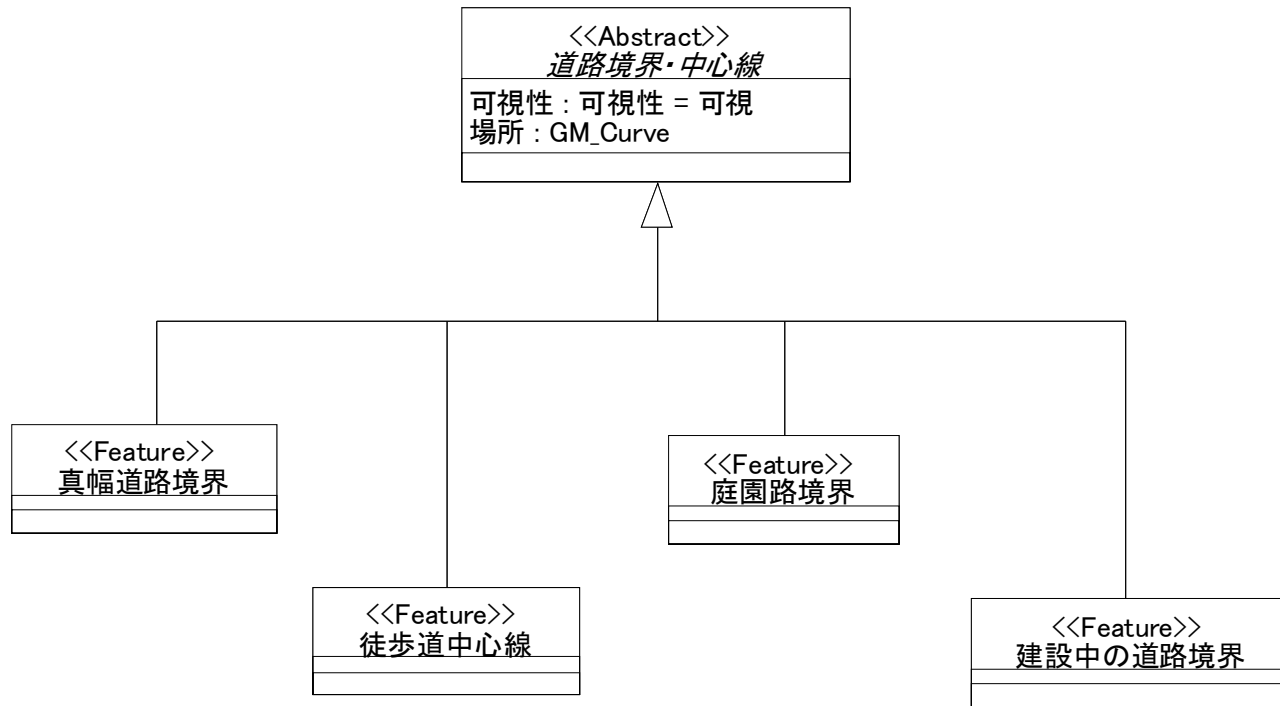 <<Abstract>>
道路境界・中心線
可視性 : 可視性 = 可視
場所 : GM_Curve
<<Feature>>
真幅道路境界
<<Feature>>
庭園路境界
<<Feature>>
徒歩道中心線
<<Feature>>
建設中の道路境界